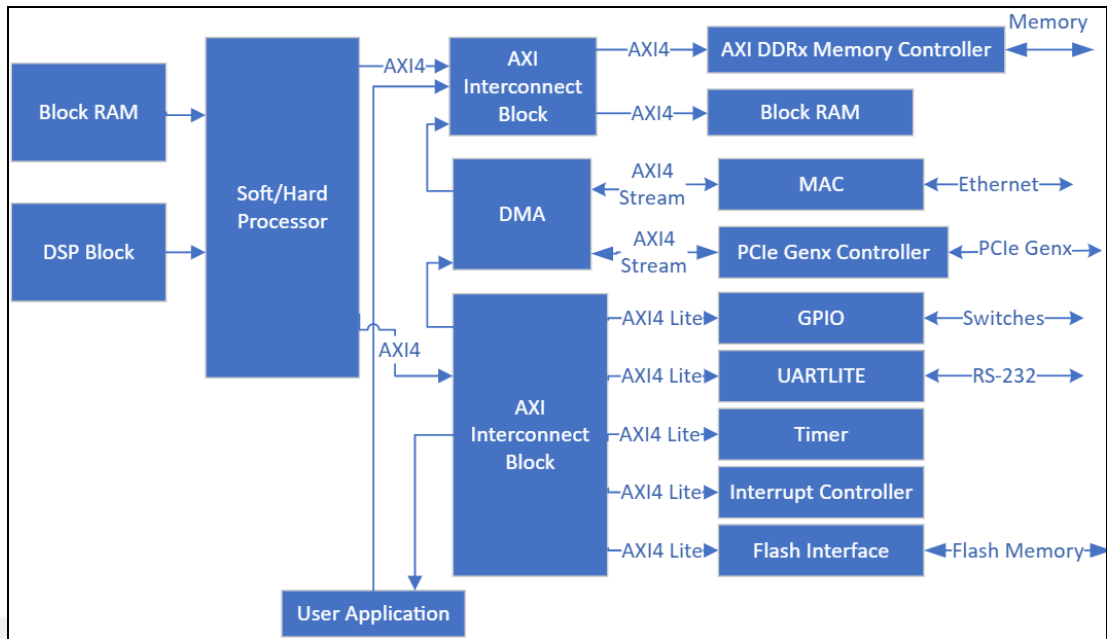 Memory
AXI4
AXI
Interconnect
Block
AXI4
AXI DDRx Memory Controller
Block RAM
AXI4
Block RAM
Soft/Hard
Processor
DMA
AXI4
Stream
MAC
Ethernet
DSP Block
AXI4
Stream
PCIe Genx Controller
PCIe Genx
AXI4
AXI
Interconnect
Block
AXI4 Lite
GPIO
Switches
AXI4 Lite
UARTLITE
RS-232
AXI4 Lite
Timer
AXI4 Lite
Interrupt Controller
AXI4 Lite
Flash Interface
Flash Memory
User Application